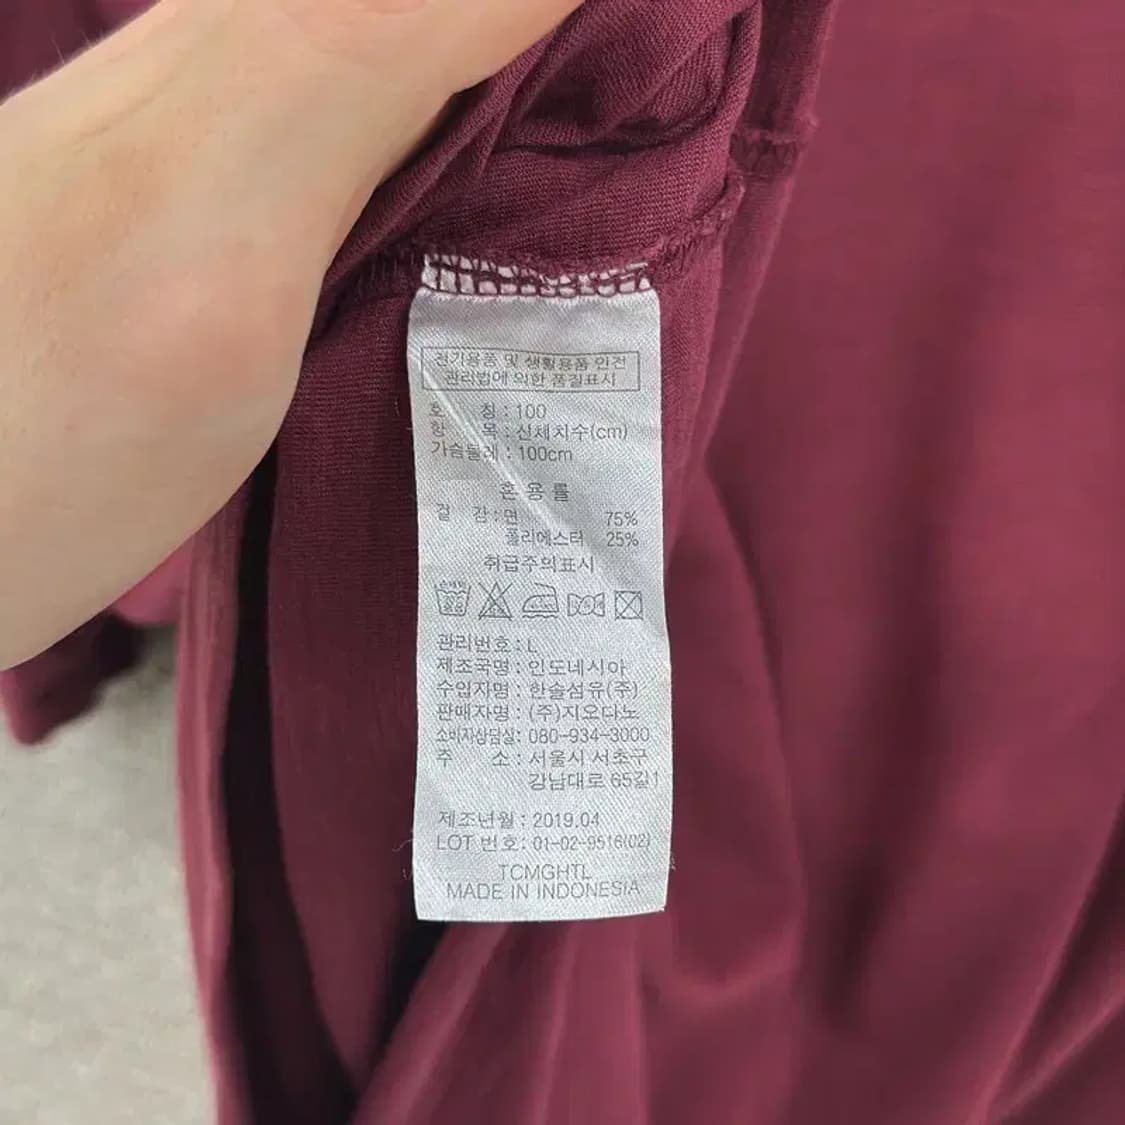 전기용품 및 생활용품 안전
관리법에 의한 품질표시
호 칭 : 100
항 목 : 신체치수(cm)
가슴둘레 : 100cm
혼 용 률
겉 감 : 면 75%
폴리에스터 25%
취급주의표시
관리번호 : L
제조국명 : 인도네시아
수입자명 : 한솔섬유(주)
판매자명 : (주)지오다노
소비자상담실: 080-934-3000
주 소 : 서울시 서초구
강남대로 65길1
제조년월 : 2019.04
LOT 번호: 01-02-9516(02)
TCMGHTL
MADE IN INDONESIA